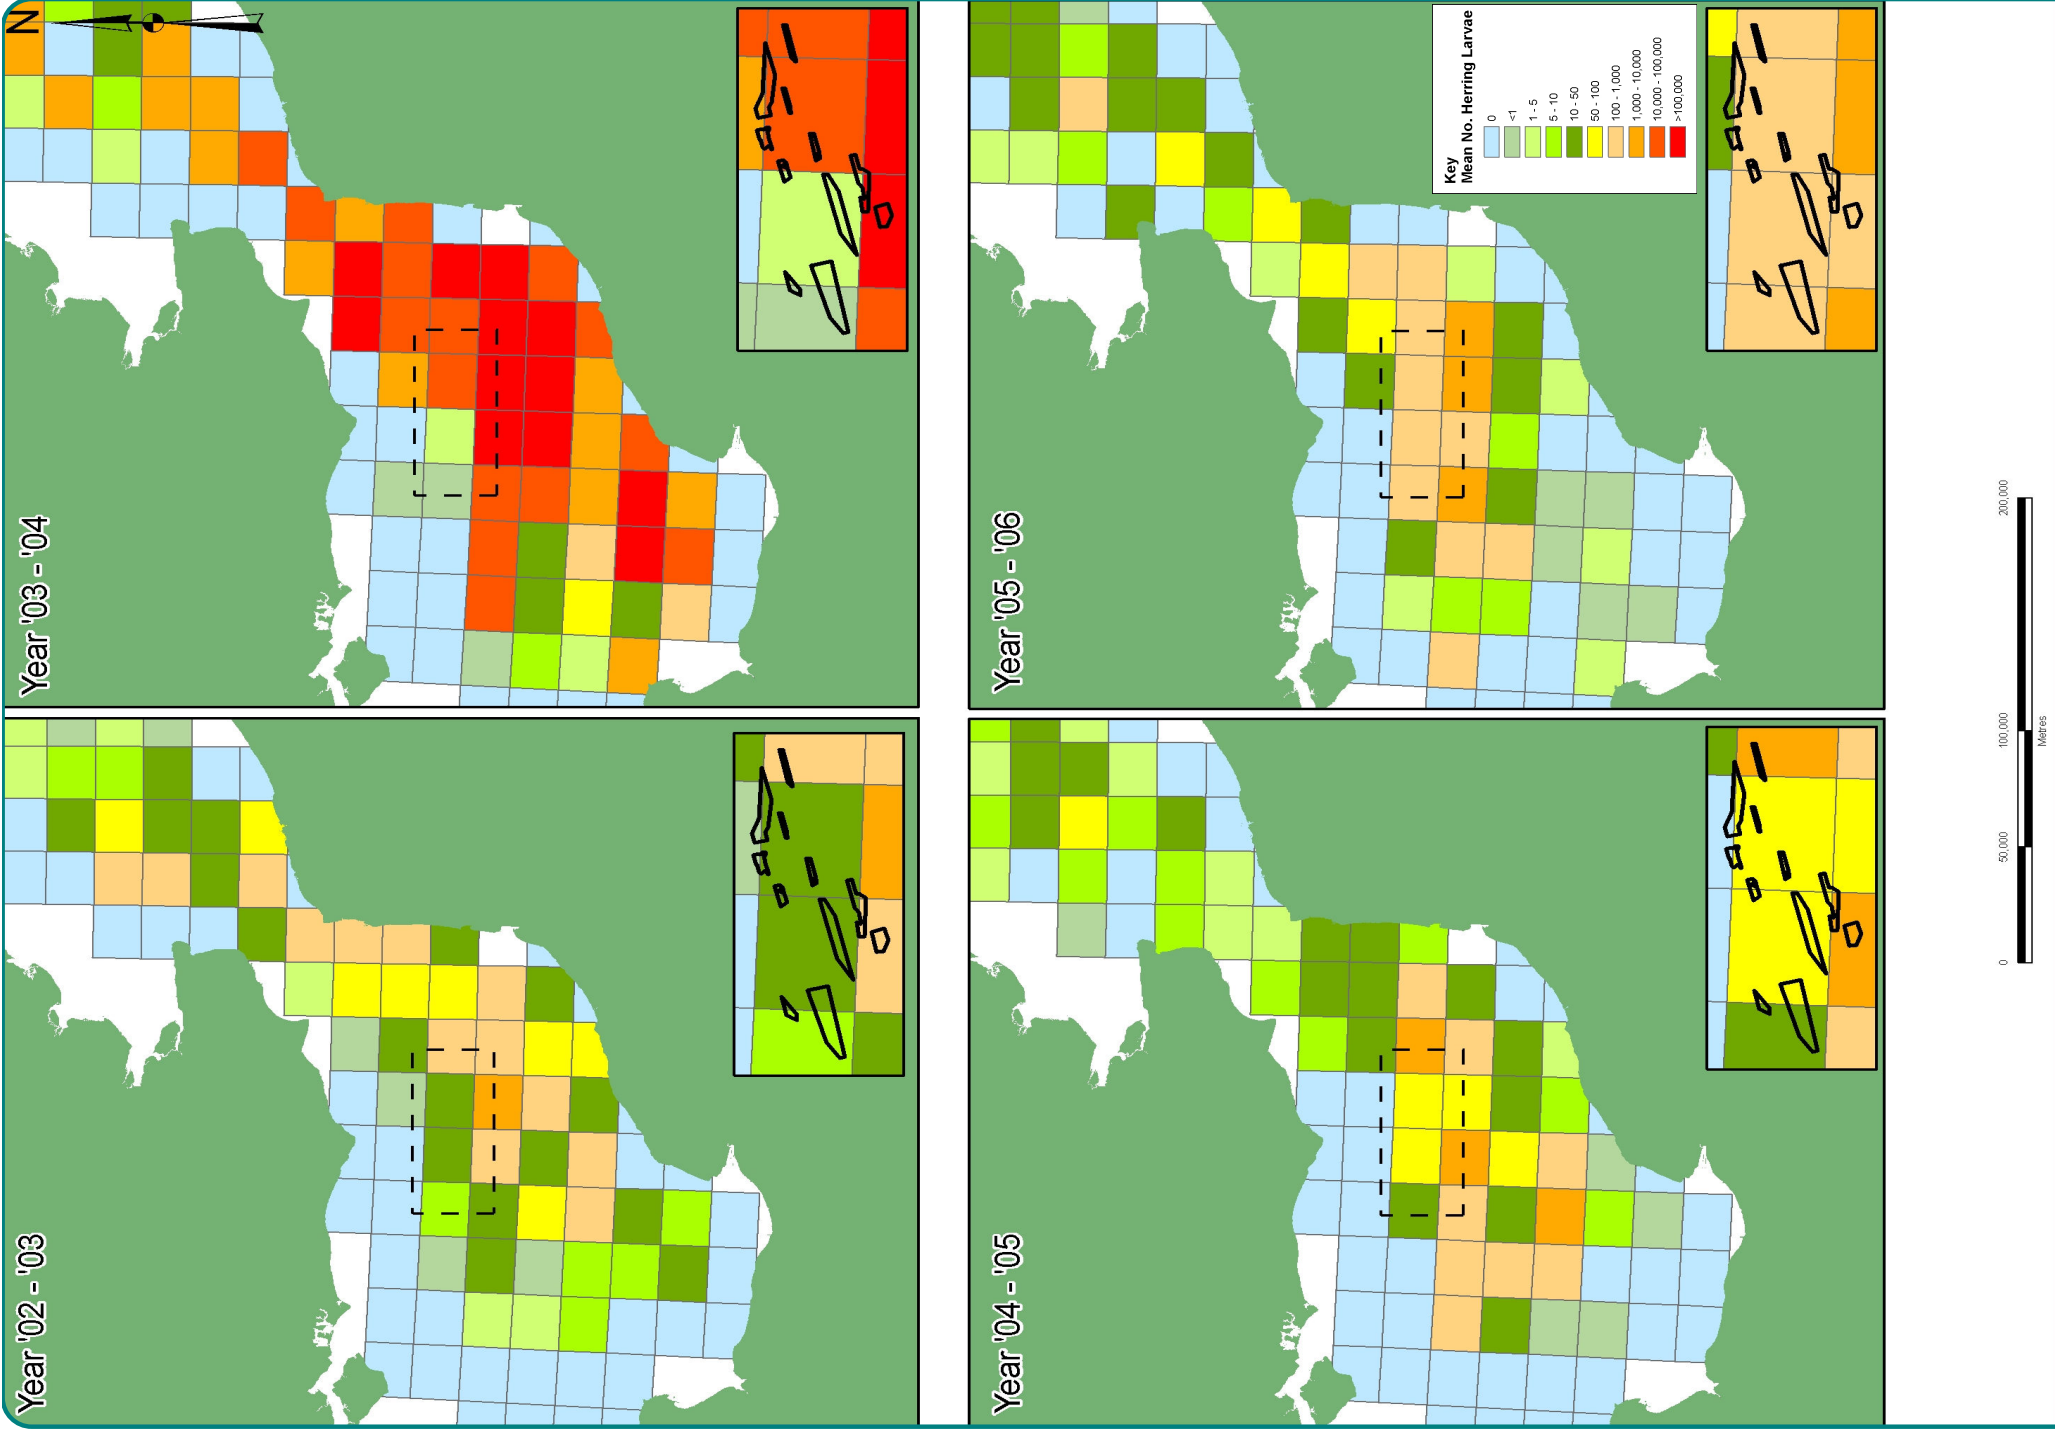 N
Year '02 - '03
Year '03 - '04
Year '04 - '05
Year '05 - '06
Key
Mean No. Herring Larvae
0
<1
1 - 5
5 - 10
10 - 50
50 - 100
100 - 1,000
1,000 - 10,000
10,000 - 100,000
>100,000
0 50,000 100,000 200,000
Metres